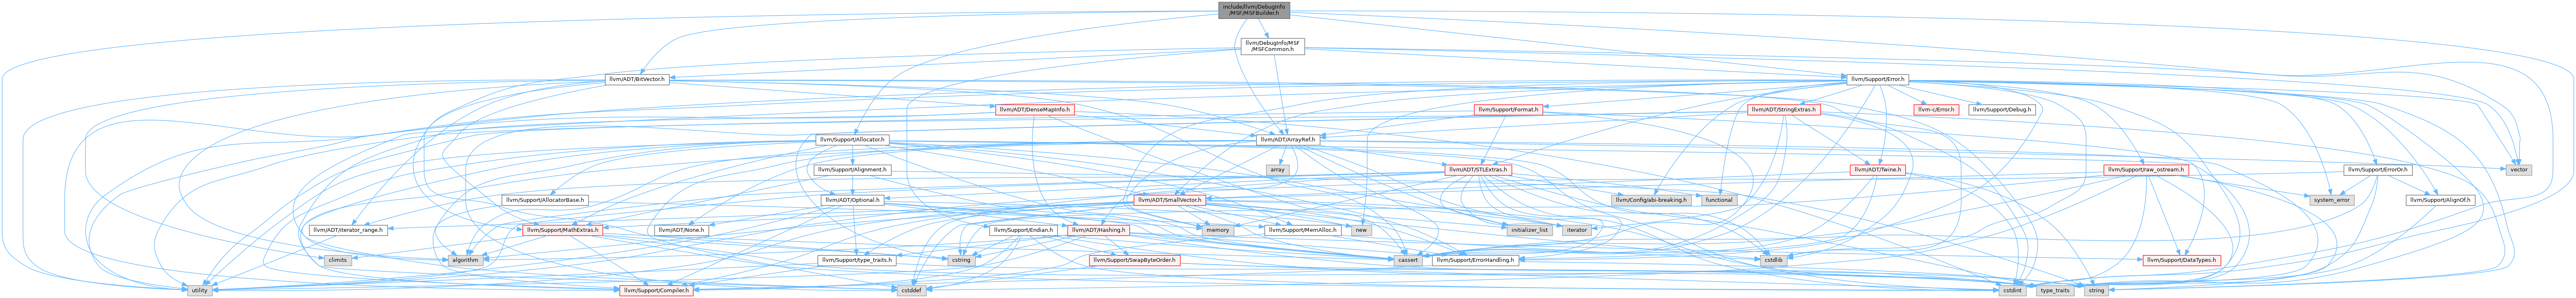 include/llvm/DebugInfo
/MSF/MSFBuilder.h
llvm/DebugInfo/MSF
/MSFCommon.h
llvm/ADT/BitVector.h
llvm/Support/Error.h
llvm/ADT/DenseMapInfo.h
llvm/Support/Format.h
llvm/ADT/StringExtras.h
llvm-c/Error.h
llvm/Support/Debug.h
llvm/Support/Allocator.h
llvm/ADT/ArrayRef.h
llvm/Support/Alignment.h
array
llvm/ADT/STLExtras.h
llvm/ADT/Twine.h
llvm/Support/raw_ostream.h
llvm/Support/ErrorOr.h
vector
llvm/Support/AllocatorBase.h
llvm/ADT/Optional.h
llvm/ADT/SmallVector.h
llvm/Config/abi-breaking.h
functional
system_error
llvm/Support/AlignOf.h
llvm/ADT/iterator_range.h
llvm/Support/MathExtras.h
llvm/ADT/None.h
llvm/Support/Endian.h
llvm/ADT/Hashing.h
memory
llvm/Support/MemAlloc.h
new
initializer_list
iterator
climits
algorithm
llvm/Support/type_traits.h
cstring
llvm/Support/SwapByteOrder.h
cassert
llvm/Support/ErrorHandling.h
cstdlib
llvm/Support/DataTypes.h
utility
llvm/Support/Compiler.h
cstddef
cstdint
type_traits
string